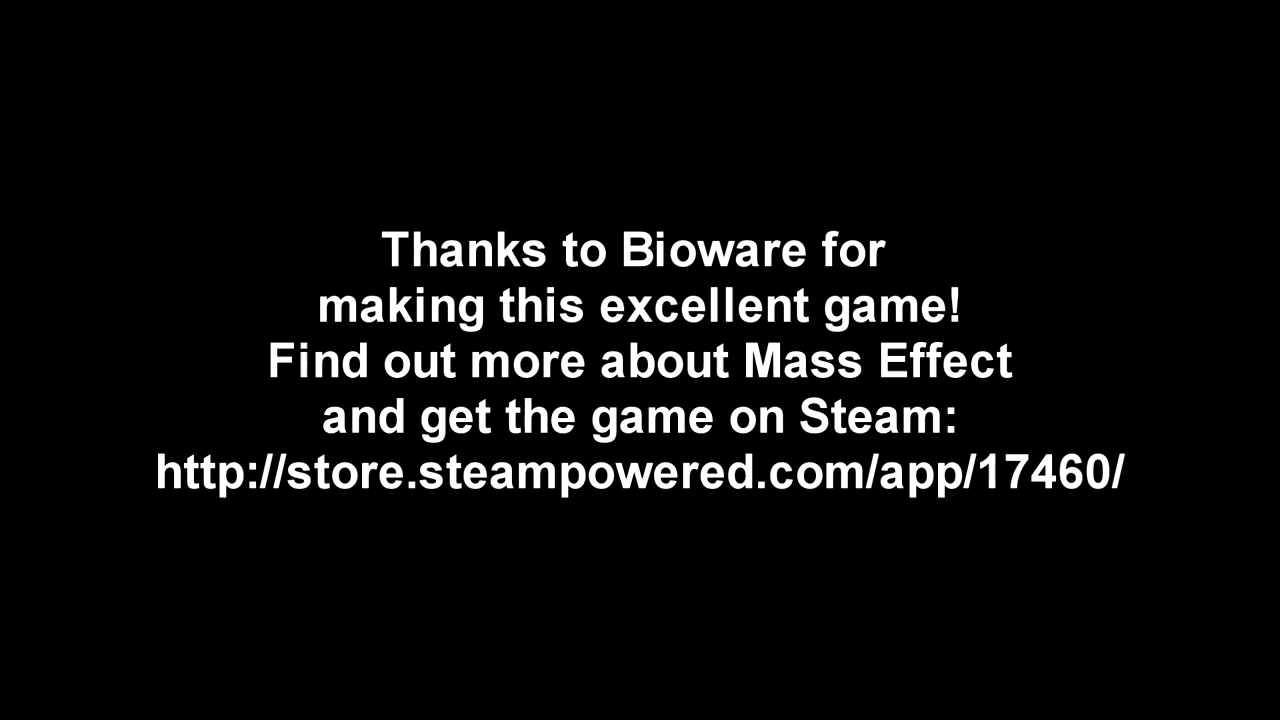 Thanks to Bioware for
making this excellent game!
Find out more about Mass Effect
and get the game on Steam:
http://store.steampowered.com/app/17460/